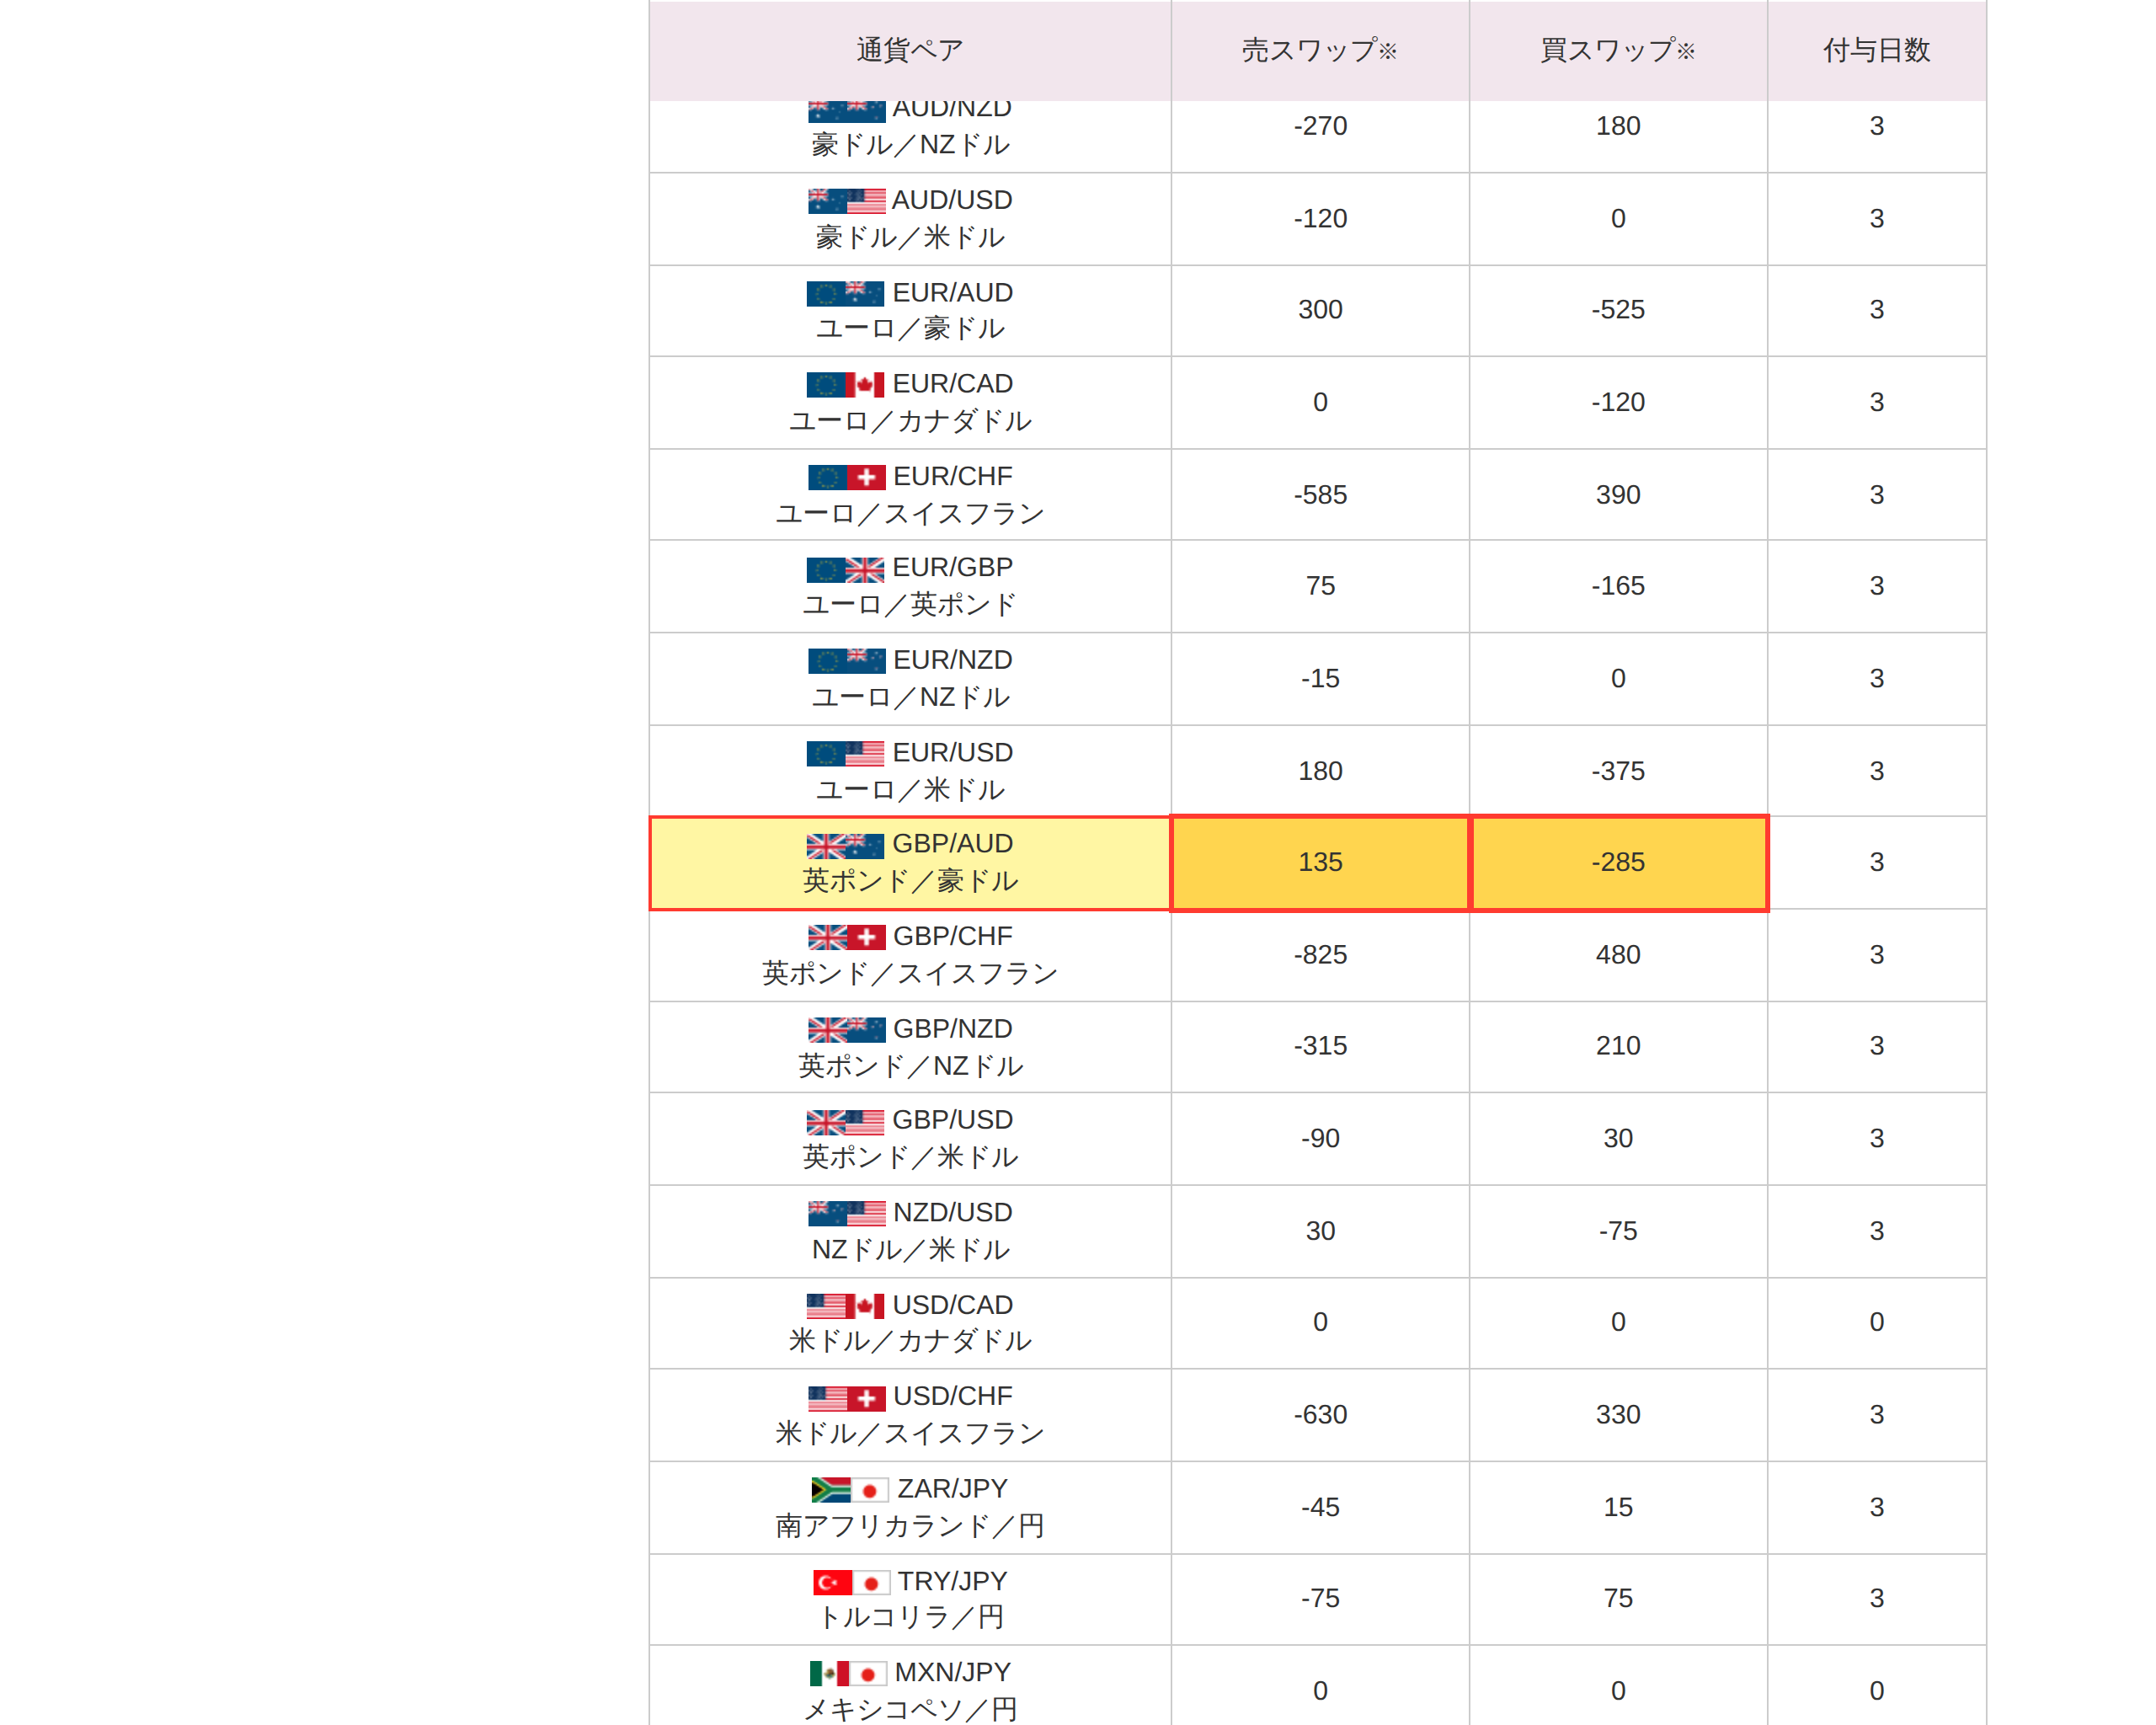 通貨ペア 売スワップ※ 買スワップ※ 付与日数
AUD/NZD
豪ドル／NZドル -270 180 3
AUD/USD
豪ドル／米ドル -120 0 3
EUR/AUD
ユーロ／豪ドル 300 -525 3
EUR/CAD
ユーロ／カナダドル 0 -120 3
EUR/CHF
ユーロ／スイスフラン -585 390 3
EUR/GBP
ユーロ／英ポンド 75 -165 3
EUR/NZD
ユーロ／NZドル -15 0 3
EUR/USD
ユーロ／米ドル 180 -375 3
GBP/AUD
英ポンド／豪ドル 135 -285 3
GBP/CHF
英ポンド／スイスフラン -825 480 3
GBP/NZD
英ポンド／NZドル -315 210 3
GBP/USD
英ポンド／米ドル -90 30 3
NZD/USD
NZドル／米ドル 30 -75 3
USD/CAD
米ドル／カナダドル 0 0 0
USD/CHF
米ドル／スイスフラン -630 330 3
ZAR/JPY
南アフリカランド／円 -45 15 3
TRY/JPY
トルコリラ／円 -75 75 3
MXN/JPY
メキシコペソ／円 0 0 0